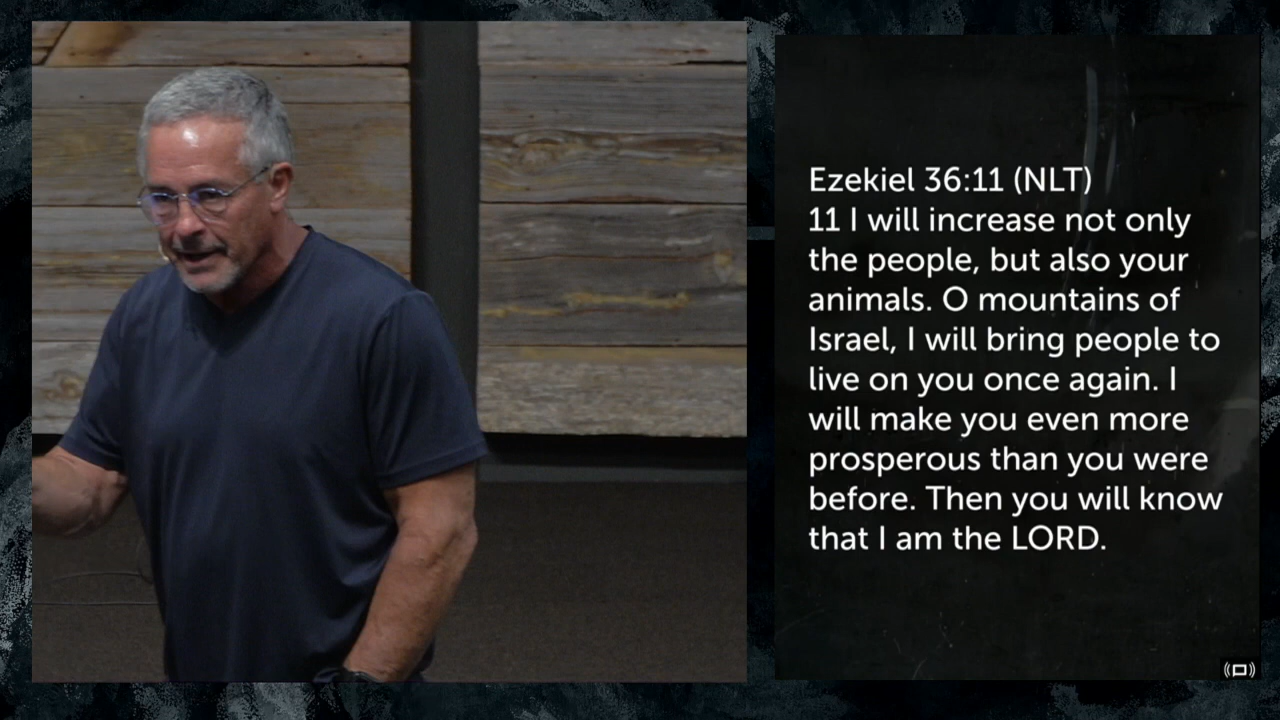 Ezekiel 36:11 (NLT)
11 I will increase not only
the people, but also your
animals. O mountains of
Israel, I will bring people to
live on you once again. I
will make you even more
prosperous than you were
before. Then you will know
that I am the LORD.